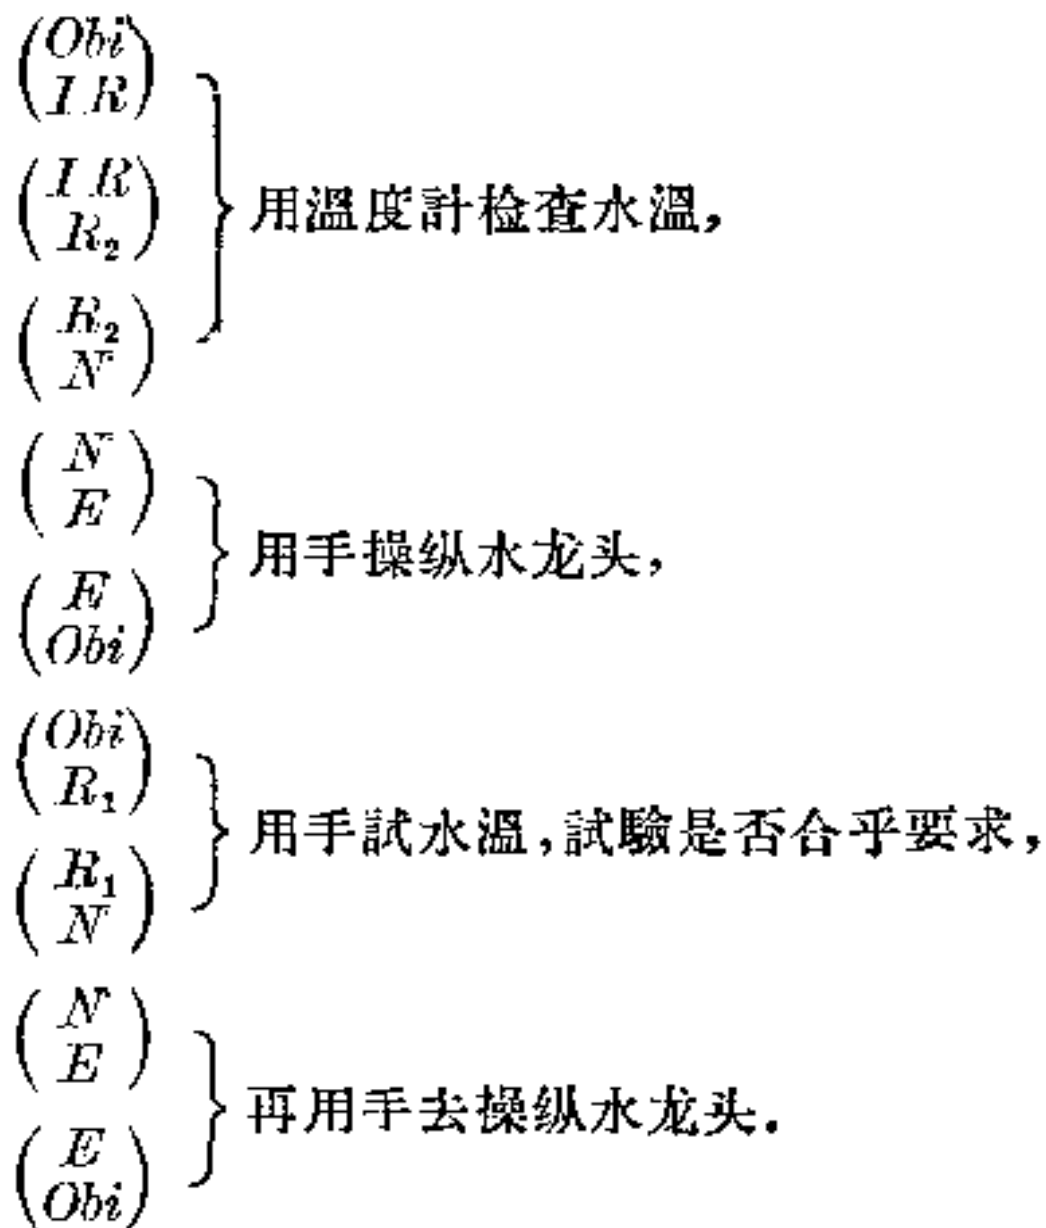 (Obi
IR)
(IR
R₂)
用溫度計检查水溫,
(R₂
N)
(N
E)
用手操纵水龙头,
(E
Obi)
(Obi
R₁)
用手試水溫,試驗是否合乎要求,
(R₁
N)
(N
E)
再用手去操纵水龙头.
(E
Obi)